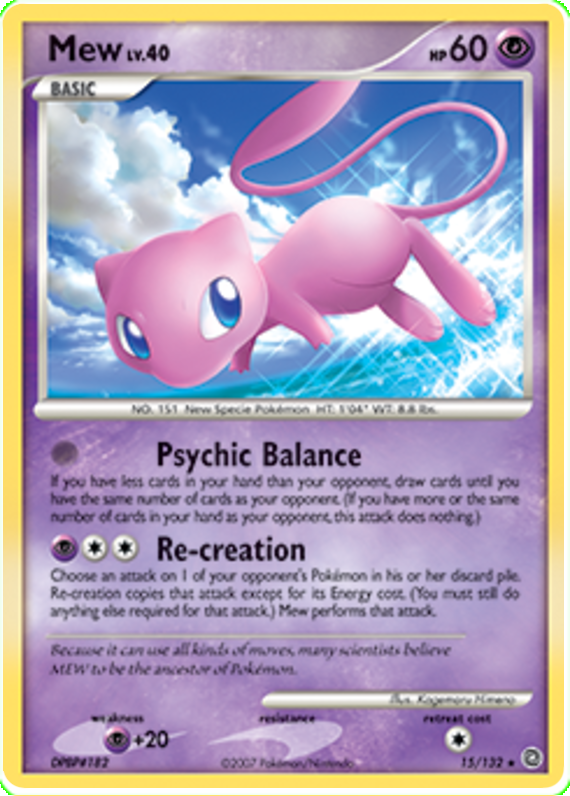 Mew LV.40 HP 60
BASIC
NO. 151 New Specie Pokémon HT: 1'04" WT: 8.8 lbs.
Psychic Balance
If you have less cards in your hand than your opponent, draw cards until you
have the same number of cards as your opponent. (If you have more or the same
number of cards in your hand as your opponent, this attack does nothing.)
Re-creation
Choose an attack on 1 of your opponent's Pokémon in his or her discard pile.
Re-creation copies that attack except for its Energy cost. (You must still do
anything else required for that attack.) Mew performs that attack.
Because it can use all kinds of moves, many scientists believe
MEW to be the ancestor of Pokémon.
Illus. Kagemaru Himeno
weakness resistance retreat cost
+20
DPBP#182 ©2007 Pokémon/Nintendo 15/132 ★